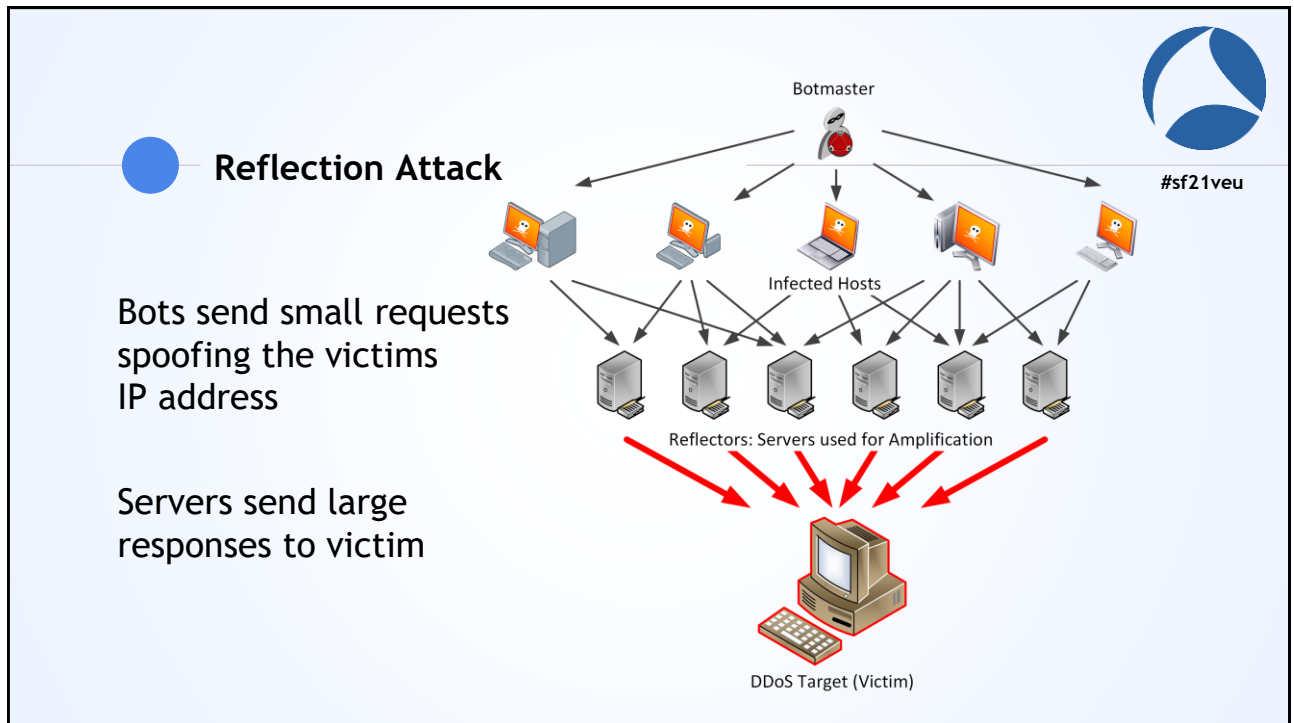 Botmaster
Reflection Attack
#sf21veu
Infected Hosts
Bots send small requests
spoofing the victims
IP address
Reflectors: Servers used for Amplification
Servers send large
responses to victim
DDoS Target (Victim)